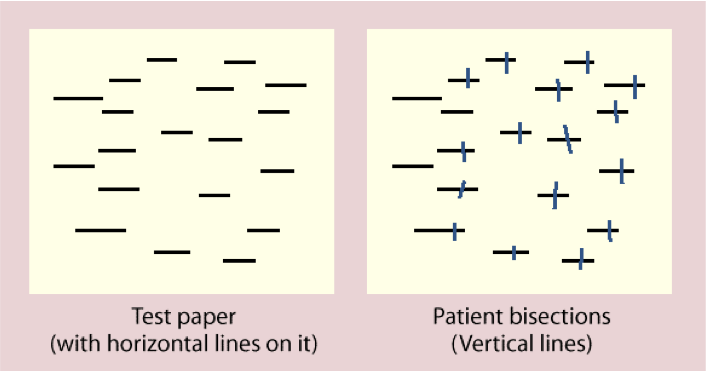 Test paper
(with horizontal lines on it)
Patient bisections
(Vertical lines)